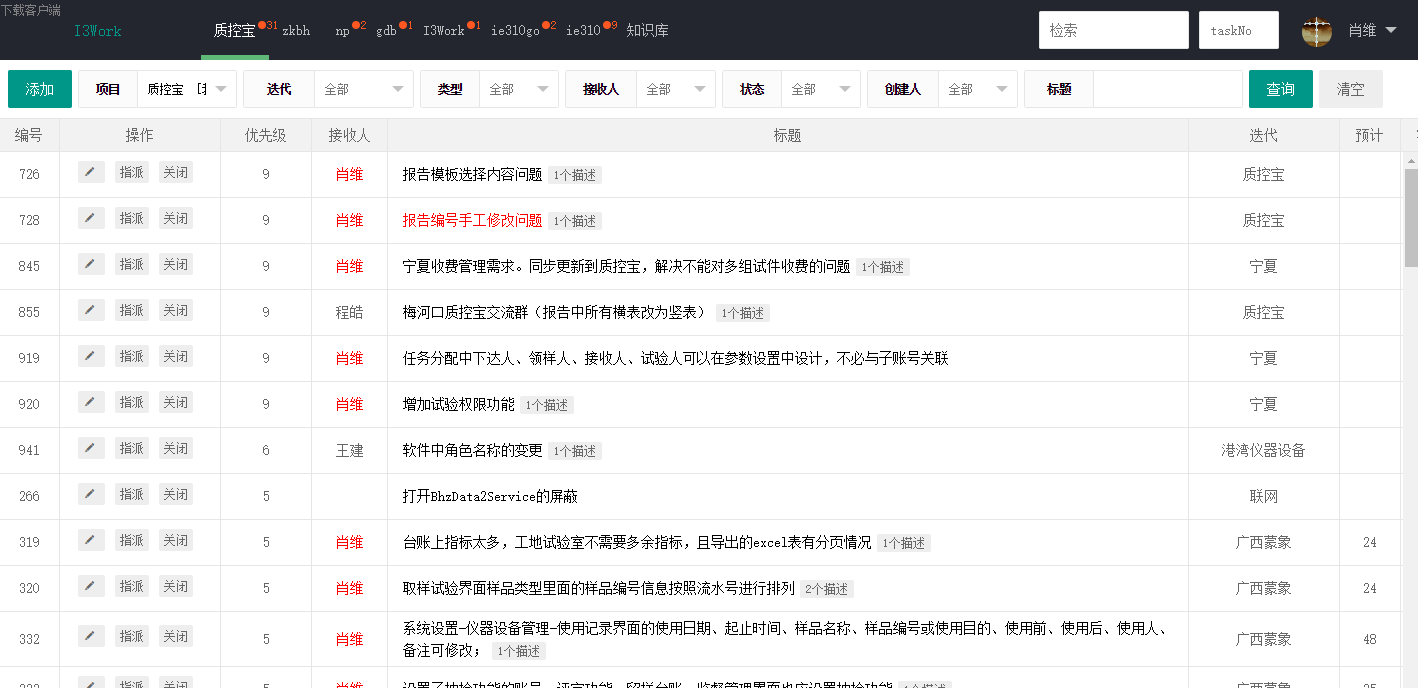 下载客户端
I3Work 质控宝 31 zkbh np 2 gdb 1 I3Work 1 ie310go 2 ie310 9 知识库 检索 taskNo 肖维
添加 项目 质控宝 迭代 全部 类型 全部 接收人 全部 状态 全部 创建人 全部 标题 查询 清空
编号 操作 优先级 接收人 标题 迭代 预计
726 指派 关闭 9 肖维 报告模板选择内容问题 1个描述 质控宝
728 指派 关闭 9 肖维 报告编号手工修改问题 1个描述 质控宝
845 指派 关闭 9 肖维 宁夏收费管理需求。同步更新到质控宝，解决不能对多组试件收费的问题 1个描述 宁夏
855 指派 关闭 9 程皓 梅河口质控宝交流群（报告中所有横表改为竖表） 1个描述 质控宝
919 指派 关闭 9 肖维 任务分配中下达人、领样人、接收人、试验人可以在参数设置中设计，不必与子账号关联 宁夏
920 指派 关闭 9 肖维 增加试验权限功能 1个描述 宁夏
941 指派 关闭 6 王建 软件中角色名称的变更 1个描述 港湾仪器设备
266 指派 关闭 5 打开BhzData2Service的屏蔽 联网
319 指派 关闭 5 肖维 台账上指标太多，工地试验室不需要多余指标，且导出的excel表有分页情况 1个描述 广西蒙象 24
320 指派 关闭 5 肖维 取样试验界面样品类型里面的样品编号信息按照流水号进行排列 2个描述 广西蒙象 24
332 指派 关闭 5 肖维 系统设置-仪器设备管理-使用记录界面的使用日期、起止时间、样品名称、样品编号或使用目的、使用前、使用后、使用人、
备注可修改； 1个描述 广西蒙象 48